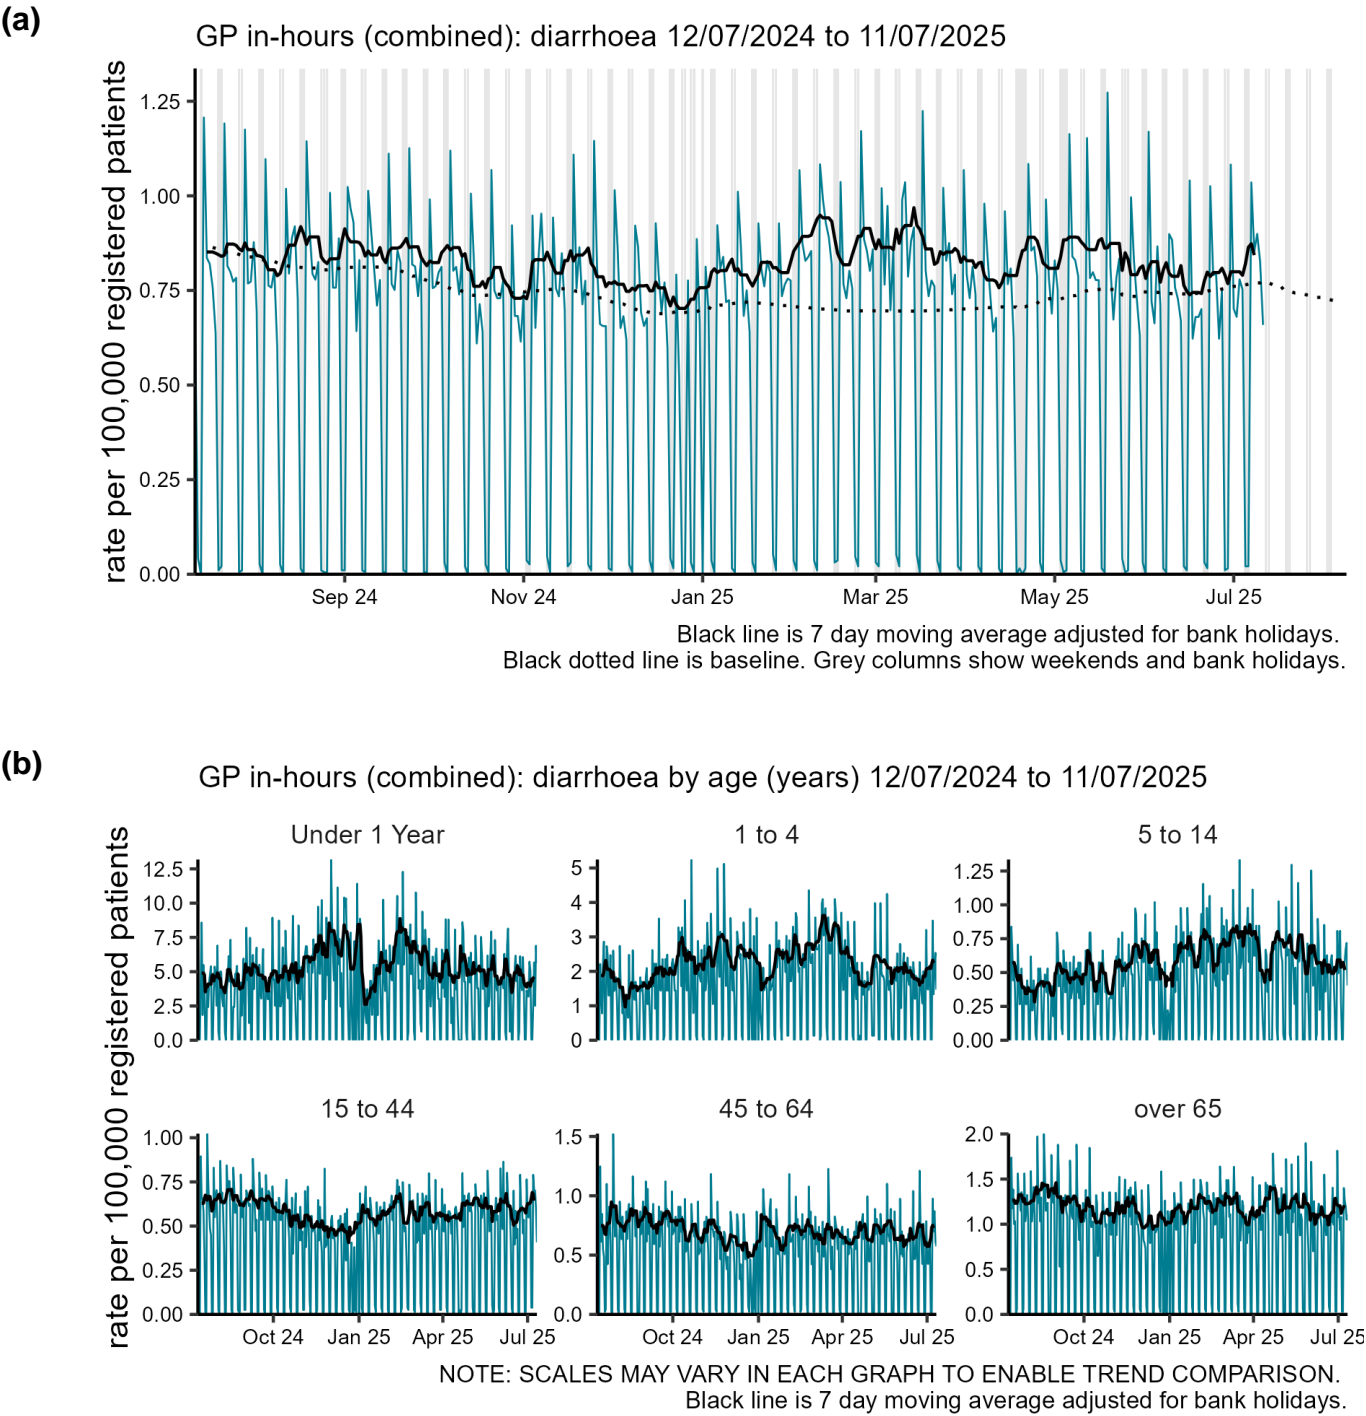 (a)
GP in-hours (combined): diarrhoea 12/07/2024 to 11/07/2025
rate per 100,000 registered patients
1.25
1.00
0.75
0.50
0.25
0.00
Sep 24 Nov 24 Jan 25 Mar 25 May 25 Jul 25
Black line is 7 day moving average adjusted for bank holidays.
Black dotted line is baseline. Grey columns show weekends and bank holidays.
(b)
GP in-hours (combined): diarrhoea by age (years) 12/07/2024 to 11/07/2025
rate per 100,000 registered patients
Under 1 Year
12.5
10.0
7.5
5.0
2.5
0.0
1 to 4
5
4
3
2
1
0
5 to 14
1.25
1.00
0.75
0.50
0.25
0.00
15 to 44
1.00
0.75
0.50
0.25
0.00
Oct 24 Jan 25 Apr 25 Jul 25
45 to 64
1.5
1.0
0.5
0.0
Oct 24 Jan 25 Apr 25 Jul 25
over 65
2.0
1.5
1.0
0.5
0.0
Oct 24 Jan 25 Apr 25 Jul 25
NOTE: SCALES MAY VARY IN EACH GRAPH TO ENABLE TREND COMPARISON.
Black line is 7 day moving average adjusted for bank holidays.